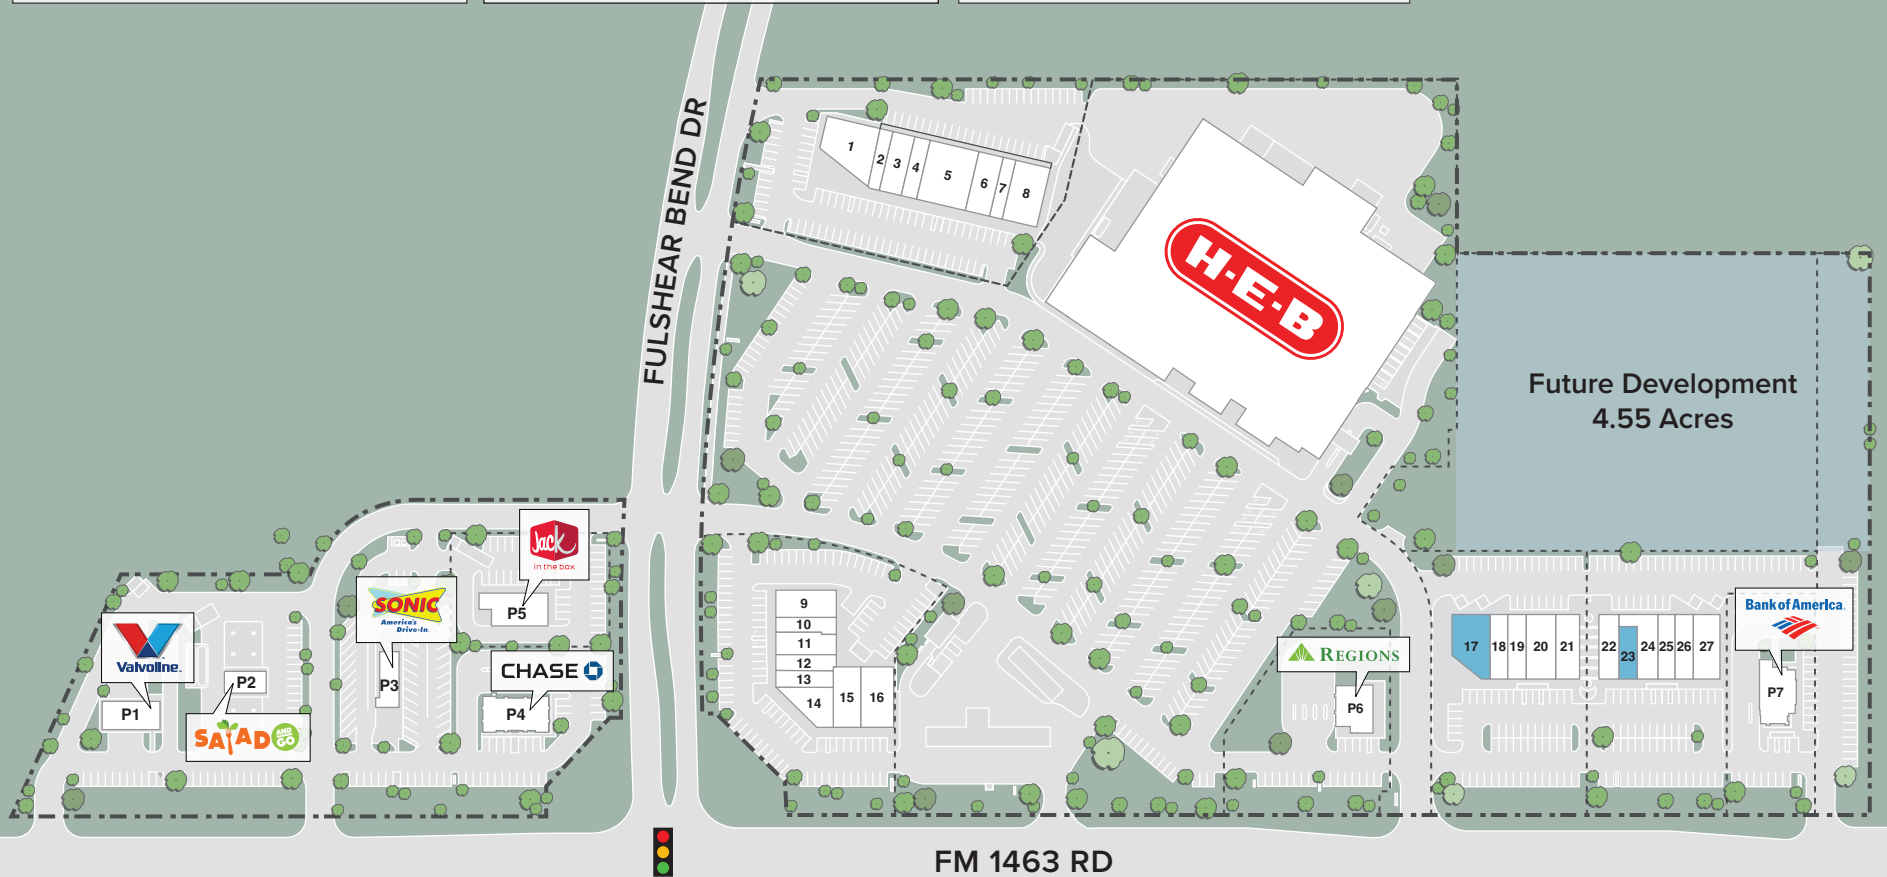 FULSHEAR BEND DR
1
2
3
4
5
6
7
8
H-E-B
Future Development
4.55 Acres
Jack
in the box
P5
SONIC
America's
Drive-In.
P3
Valvoline.
P1
P2
SALAD AND GO
CHASE
P4
9
10
11
12
13
14
15
16
REGIONS
P6
17
18
19
20
21
22
23
24
25
26
27
Bank of America.
P7
FM 1463 RD